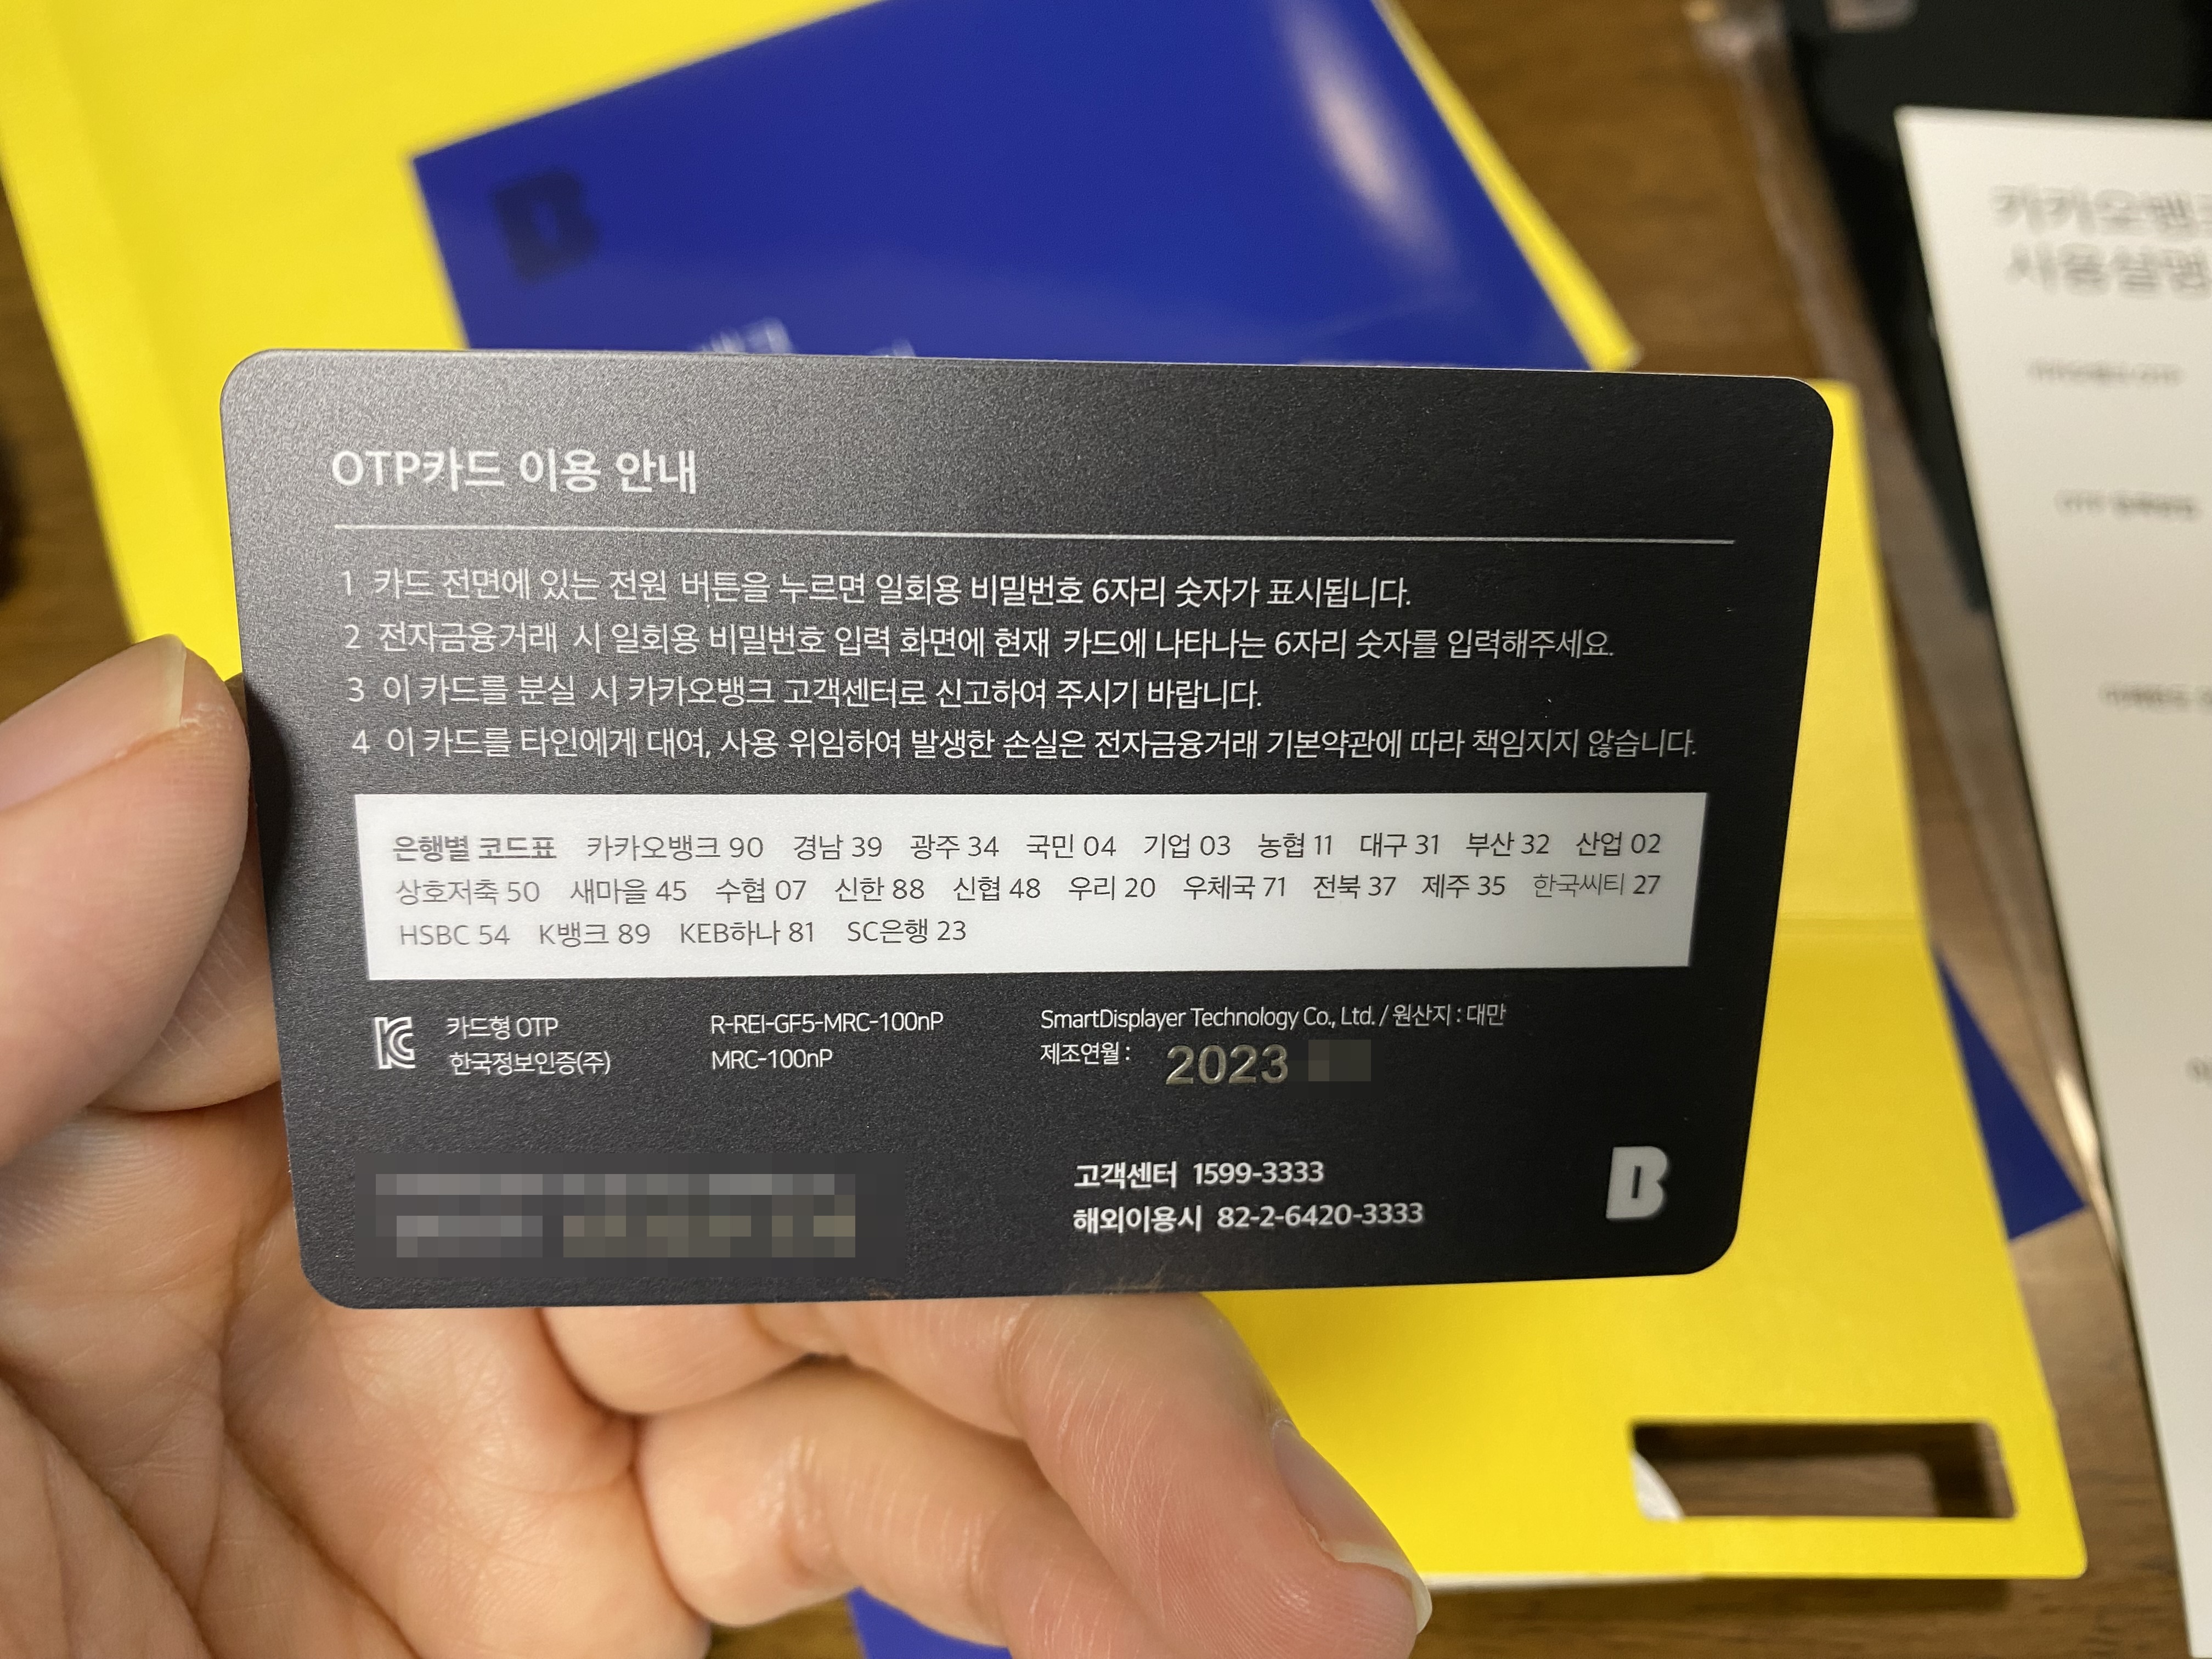 OTP카드 이용 안내
1 카드 전면에 있는 전원 버튼을 누르면 일회용 비밀번호 6자리 숫자가 표시됩니다.
2 전자금융거래 시 일회용 비밀번호 입력 화면에 현재 카드에 나타나는 6자리 숫자를 입력해주세요.
3 이 카드를 분실 시 카카오뱅크 고객센터로 신고하여 주시기 바랍니다.
4 이 카드를 타인에게 대여, 사용 위임하여 발생한 손실은 전자금융거래 기본약관에 따라 책임지지 않습니다.
은행별 코드표 카카오뱅크 90 경남 39 광주 34 국민 04 기업 03 농협 11 대구 31 부산 32 산업 02
상호저축 50 새마을 45 수협 07 신한 88 신협 48 우리 20 우체국 71 전북 37 제주 35 한국씨티 27
HSBC 54 K뱅크 89 KEB하나 81 SC은행 23
카드형 OTP
한국정보인증(주)
R-REI-GF5-MRC-100nP
MRC-100nP
SmartDisplayer Technology Co., Ltd. / 원산지 : 대만
제조연월 : 2023
고객센터 1599-3333
해외이용시 82-2-6420-3333
B